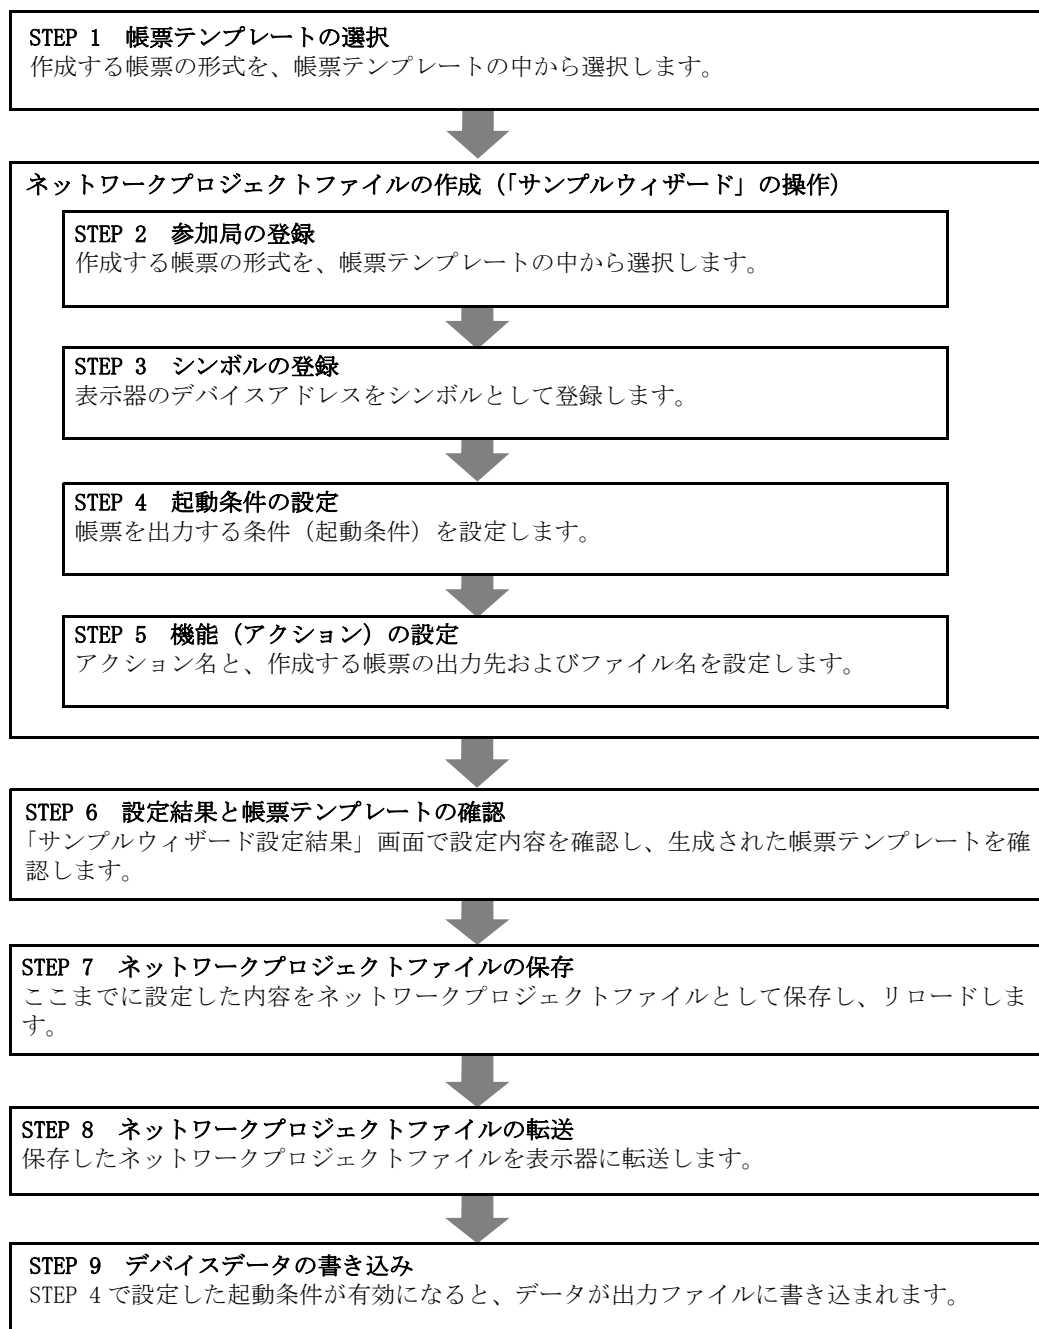 STEP 1 帳票テンプレートの選択
作成する帳票の形式を、帳票テンプレートの中から選択します。
ネットワークプロジェクトファイルの作成（「サンプルウィザード」の操作）
STEP 2 参加局の登録
作成する帳票の形式を、帳票テンプレートの中から選択します。
STEP 3 シンボルの登録
表示器のデバイスアドレスをシンボルとして登録します。
STEP 4 起動条件の設定
帳票を出力する条件（起動条件）を設定します。
STEP 5 機能（アクション）の設定
アクション名と、作成する帳票の出力先およびファイル名を設定します。
STEP 6 設定結果と帳票テンプレートの確認
「サンプルウィザード設定結果」画面で設定内容を確認し、生成された帳票テンプレートを確
認します。
STEP 7 ネットワークプロジェクトファイルの保存
ここまでに設定した内容をネットワークプロジェクトファイルとして保存し、リロードしま
す。
STEP 8 ネットワークプロジェクトファイルの転送
保存したネットワークプロジェクトファイルを表示器に転送します。
STEP 9 デバイスデータの書き込み
STEP 4 で設定した起動条件が有効になると、データが出力ファイルに書き込まれます。